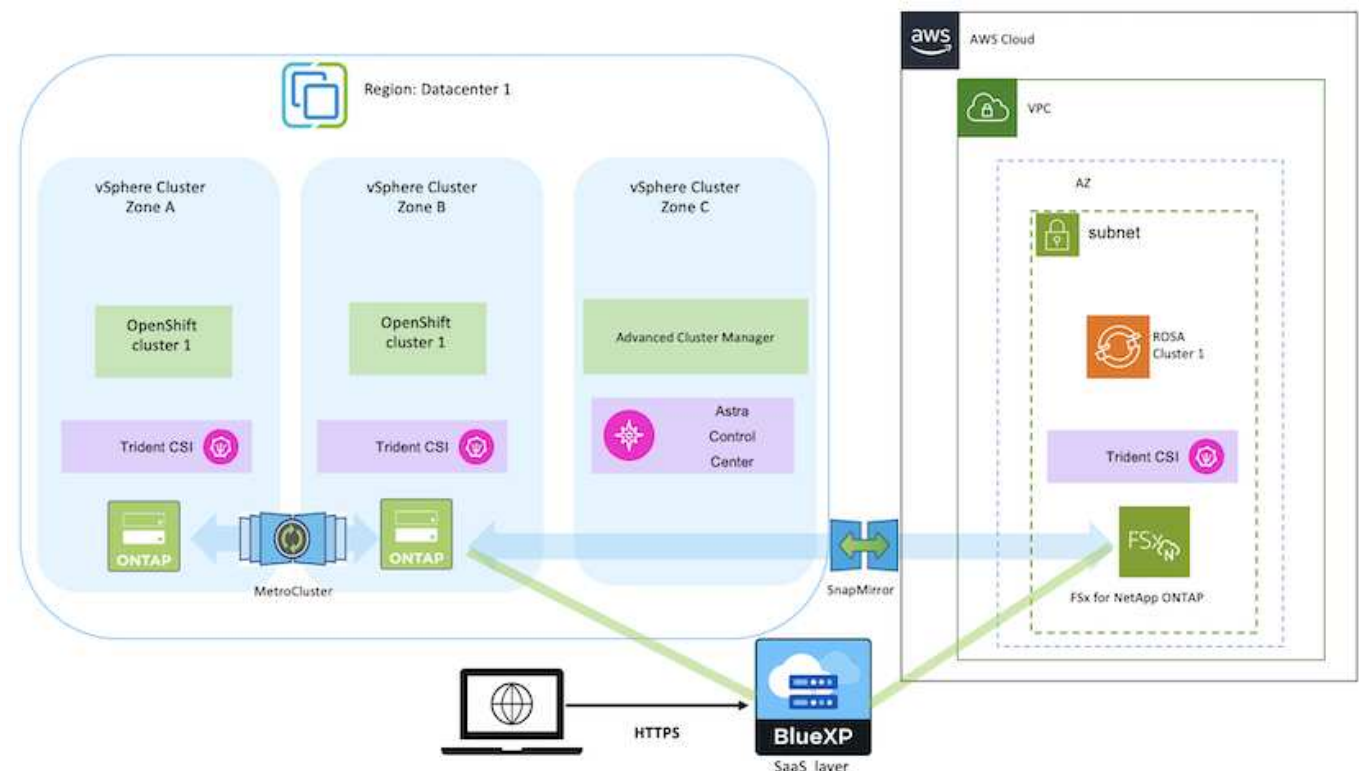 aws
AWS Cloud
Region: Datacenter 1
VPC
vSphere Cluster
Zone A
vSphere Cluster
Zone B
vSphere Cluster
Zone C
AZ
subnet
OpenShift
cluster 1
OpenShift
cluster 1
Advanced Cluster Manager
ROSA
Cluster 1
Trident CSI
Trident CSI
Astra
Control
Center
Trident CSI
ONTAP
ONTAP
FSx
N
MetroCluster
SnapMirror
FSx for NetApp ONTAP
HTTPS
BlueXP
SaaS layer